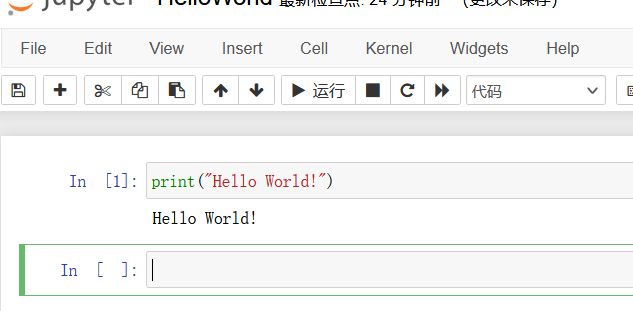 Jupyter HelloWorld 最新检查点: 24 分钟前 (更改未保存)
File Edit View Insert Cell Kernel Widgets Help
运行 代码
In [1]: print("Hello World!")
Hello World!
In [ ]: